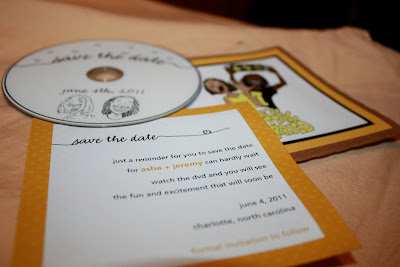 save the date
june 4th, 2011
save the date
just a reminder for you to save the date
for asha + jeremy can hardly wait
watch the dvd and you will see
the fun and excitement that will soon be
june 4, 2011
charlotte, north carolina
formal invitation to follow